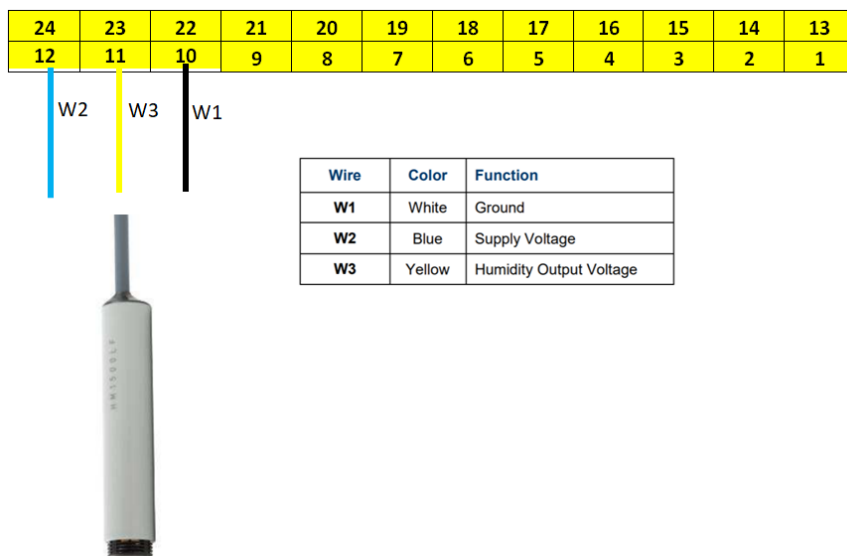 24 23 22 21 20 19 18 17 16 15 14 13
12 11 10 9 8 7 6 5 4 3 2 1
W2 W3 W1
Wire Color Function
W1 White Ground
W2 Blue Supply Voltage
W3 Yellow Humidity Output Voltage
HM1500LF